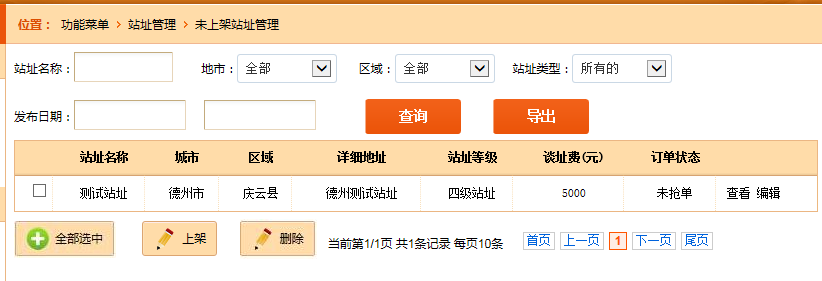 位置： 功能菜单 › 站址管理 › 未上架站址管理
站址名称： 地市： 全部 区域： 全部 站址类型： 所有的
发布日期： 查询 导出
站址名称 城市 区域 详细地址 站址等级 谈址费(元) 订单状态
测试站址 德州市 庆云县 德州测试站址 四级站址 5000 未抢单 查看 编辑
全部选中 上架 删除 当前第1/1页 共1条记录 每页10条 首页 上一页 1 下一页 尾页